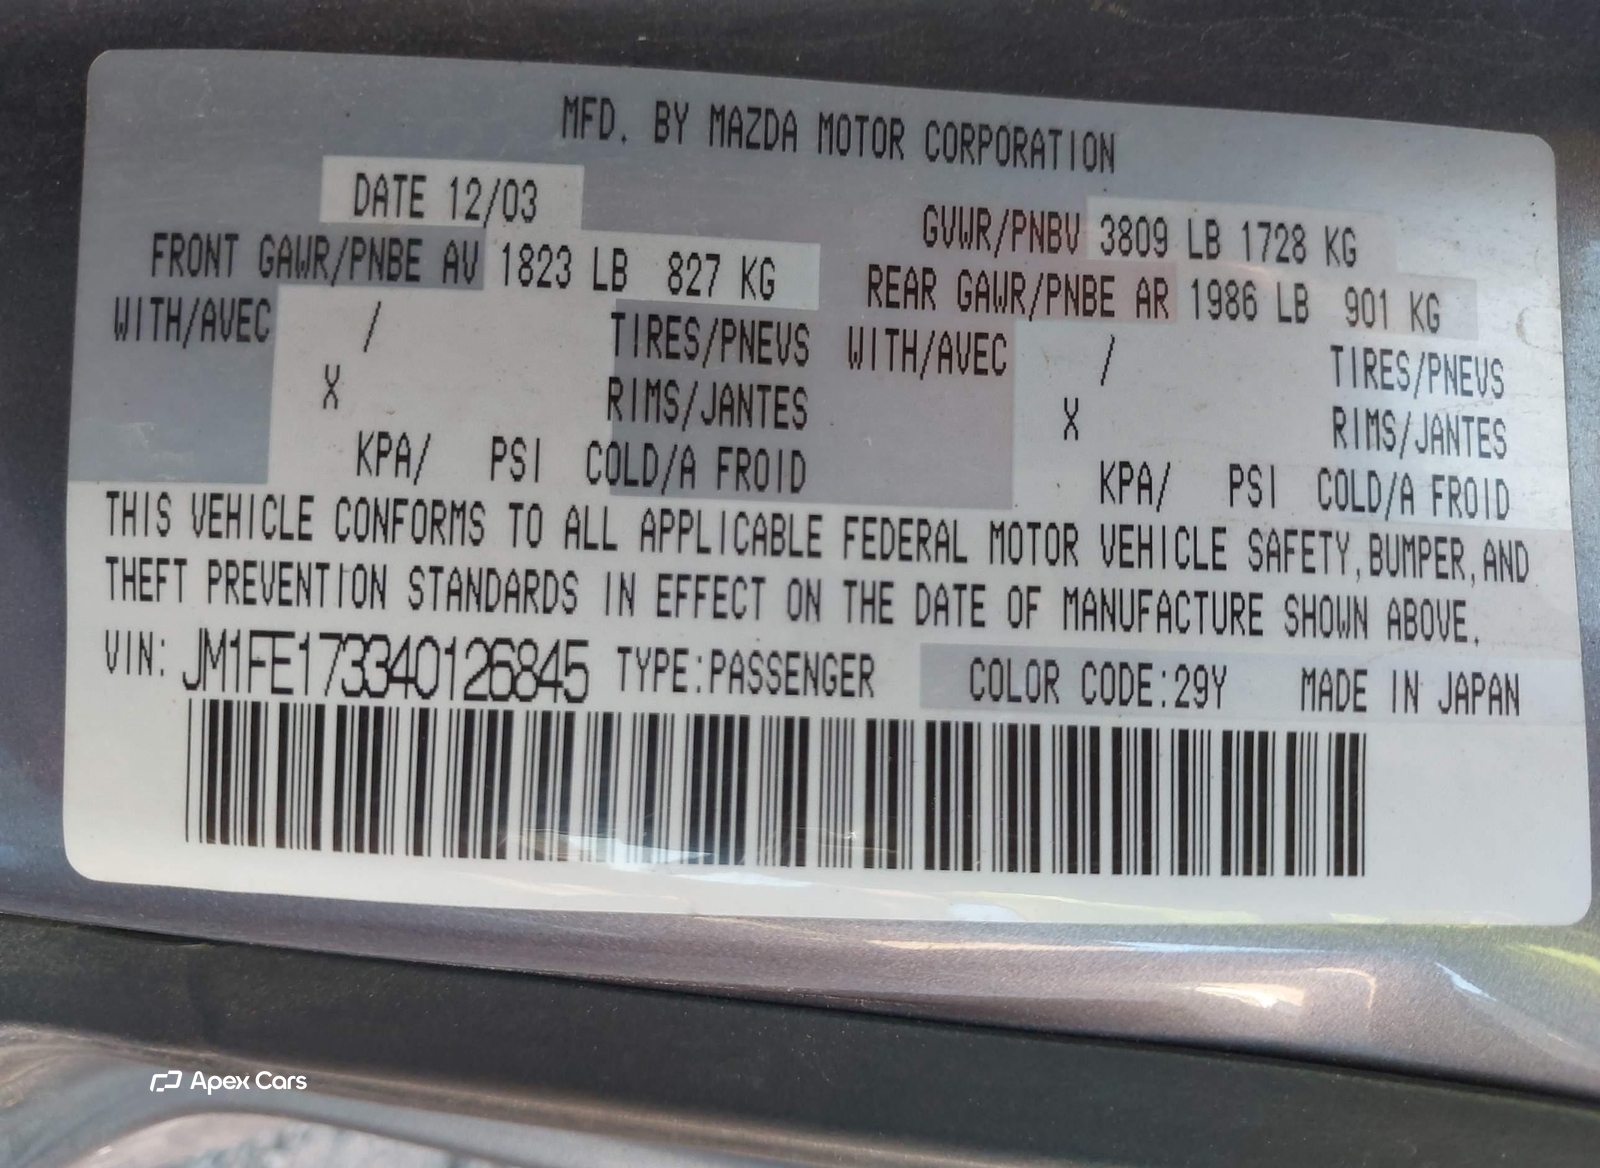 MFD. BY MAZDA MOTOR CORPORATION
DATE 12/03
GVWR/PNBV 3809 LB 1728 KG
FRONT GAWR/PNBE AV 1823 LB 827 KG
REAR GAWR/PNBE AR 1986 LB 901 KG
WITH/AVEC / TIRES/PNEVS
WITH/AVEC / TIRES/PNEVS
X RIMS/JANTES
X RIMS/JANTES
KPA/ PSI COLD/A FROID
KPA/ PSI COLD/A FROID
THIS VEHICLE CONFORMS TO ALL APPLICABLE FEDERAL MOTOR VEHICLE SAFETY, BUMPER, AND
THEFT PREVENTION STANDARDS IN EFFECT ON THE DATE OF MANUFACTURE SHOWN ABOVE.
VIN: JM1FE173340126845 TYPE:PASSENGER COLOR CODE:29Y MADE IN JAPAN
Apex Cars